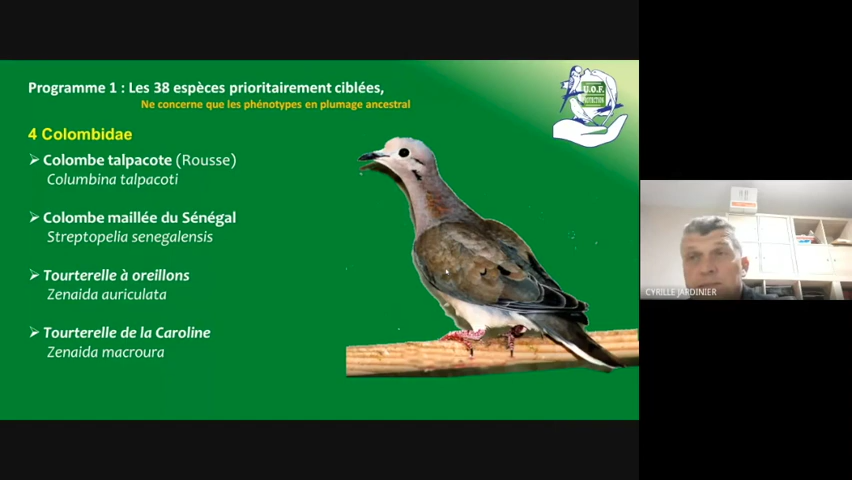 Programme 1 : Les 38 espèces prioritairement ciblées,
Ne concerne que les phénotypes en plumage ancestral
U.O.F.
PROTECTION
4 Colombidae
➢ Colombe talpacote (Rousse)
Columbina talpacoti
➢ Colombe maillée du Sénégal
Streptopelia senegalensis
➢ Tourterelle à oreillons
Zenaida auriculata
➢ Tourterelle de la Caroline
Zenaida macroura
CYRILLE JARDINIER